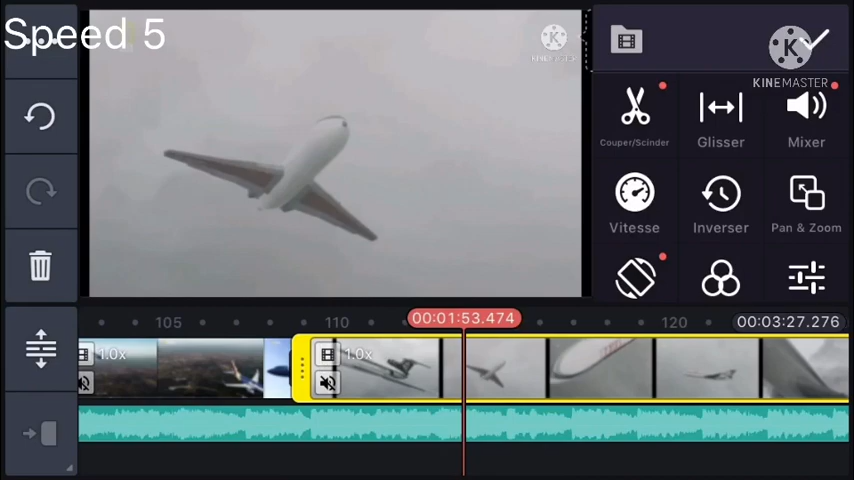 Speed 5
KINEMASTER
KINEMASTER
Couper/Scinder
Glisser
Mixer
Vitesse
Inverser
Pan & Zoom
105
110
00:01:53.474
120
00:03:27.276
1.0x
1.0x